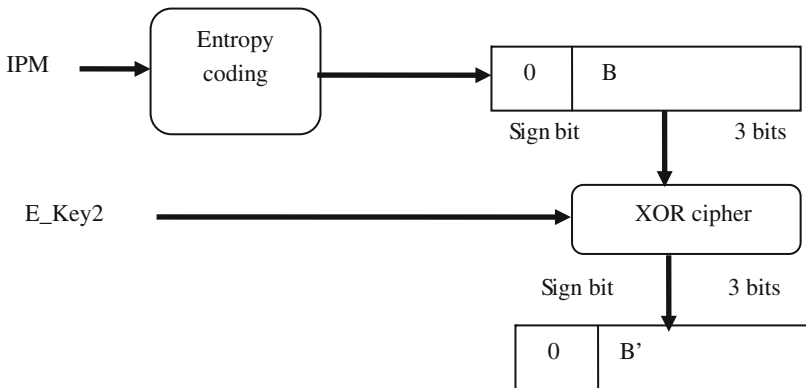 IPM
Entropy
coding
0 B
Sign bit 3 bits
E_Key2
XOR cipher
Sign bit 3 bits
0 B’